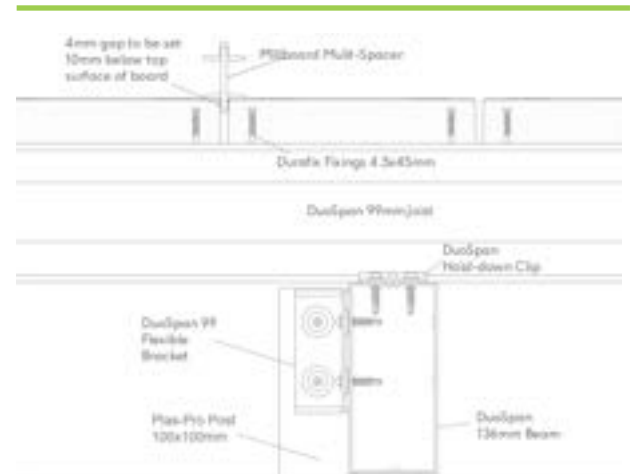 4mm gap to be set
10mm below top
surface of board
Millboard Multi-Spacer
Durafix Fixings 4.5x45mm
DuoSpan 99mm Joist
DuoSpan
Hold-down Clip
DuoSpan 99
Flexible
Bracket
Plas-Pro Post
100x100mm
DuoSpan
136mm Beam